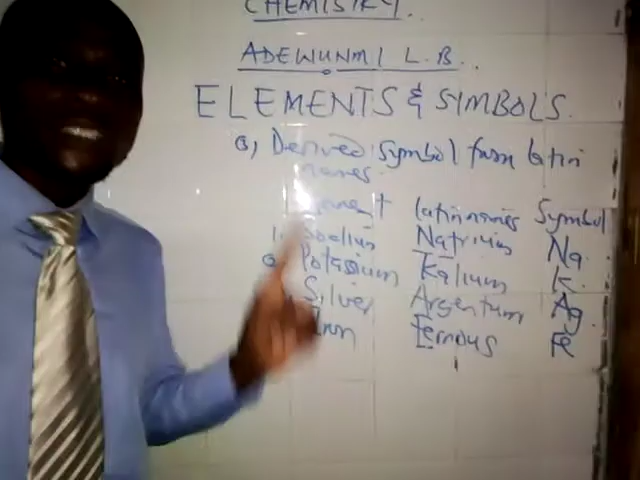 CHEMISTRY.
ADEWUNMI L.B.
ELEMENTS & SYMBOLS.
a, Derived symbol from latin
names.
latin names Symbol
1. Sodium Natrium Na
Potassium Kalium K
Silver Argentum Ag.
Iron Ferrous Fe